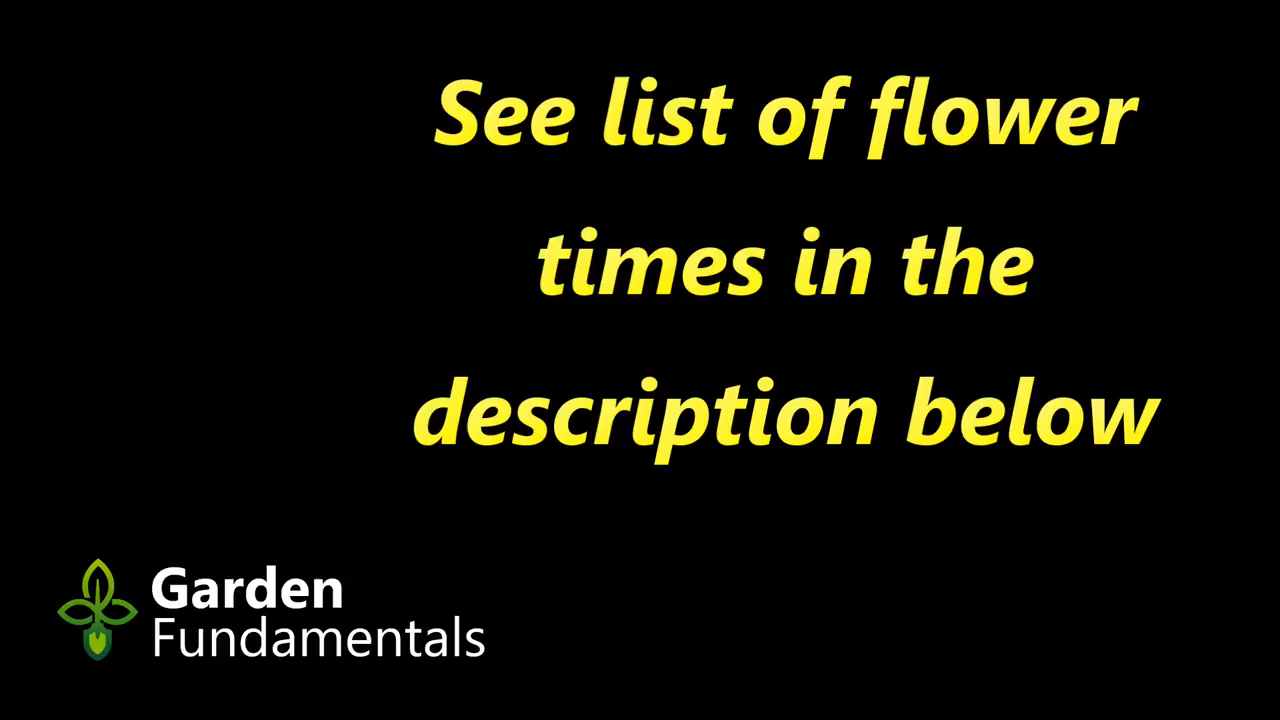 See list of flower
times in the
description below
Garden
Fundamentals